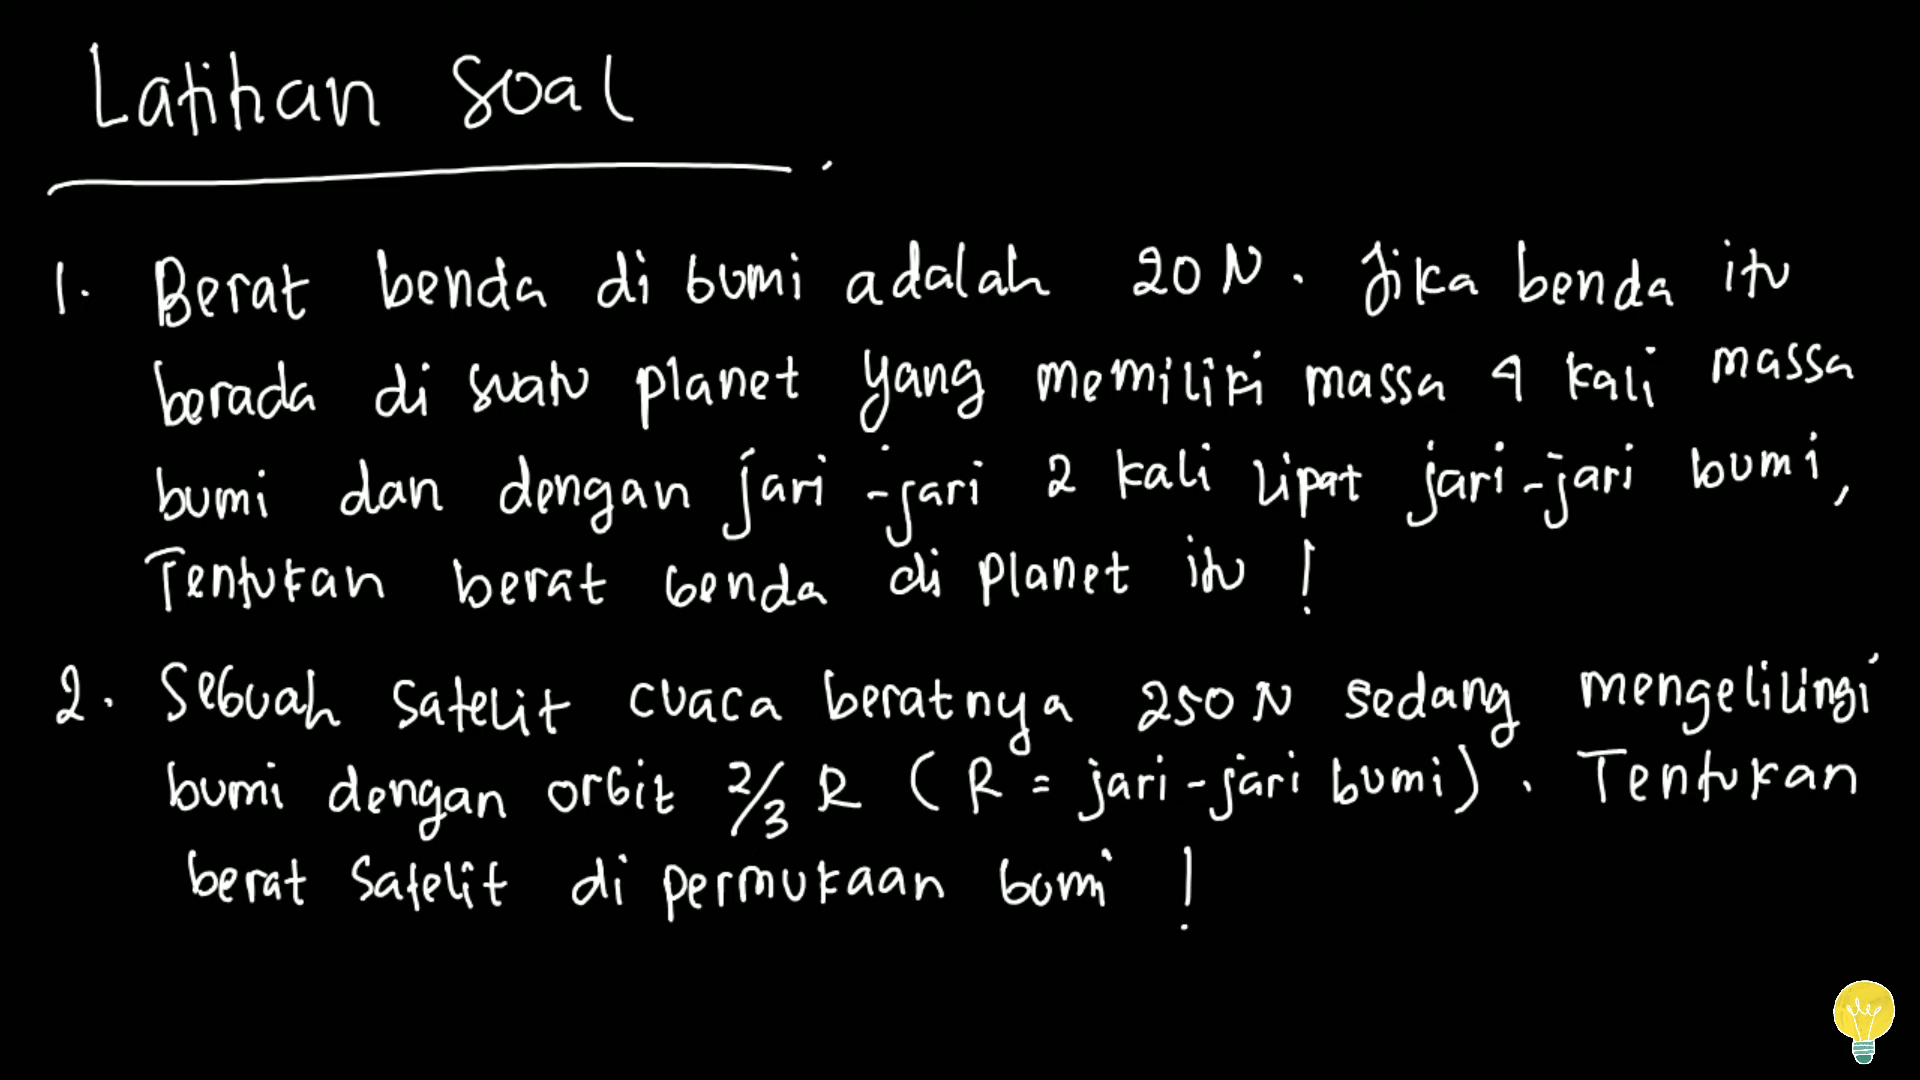 Latihan soal
1. Berat benda di bumi adalah 20 N. Jika benda itu
berada di suatu planet yang memiliki massa 4 kali massa
bumi dan dengan jari-jari 2 kali lipat jari-jari bumi,
Tentukan berat benda di planet itu !
2. Sebuah satelit cuaca beratnya 250 N sedang mengelilingi
bumi dengan orbit 2/3 R (R = jari-jari bumi). Tentukan
berat satelit di permukaan bumi !